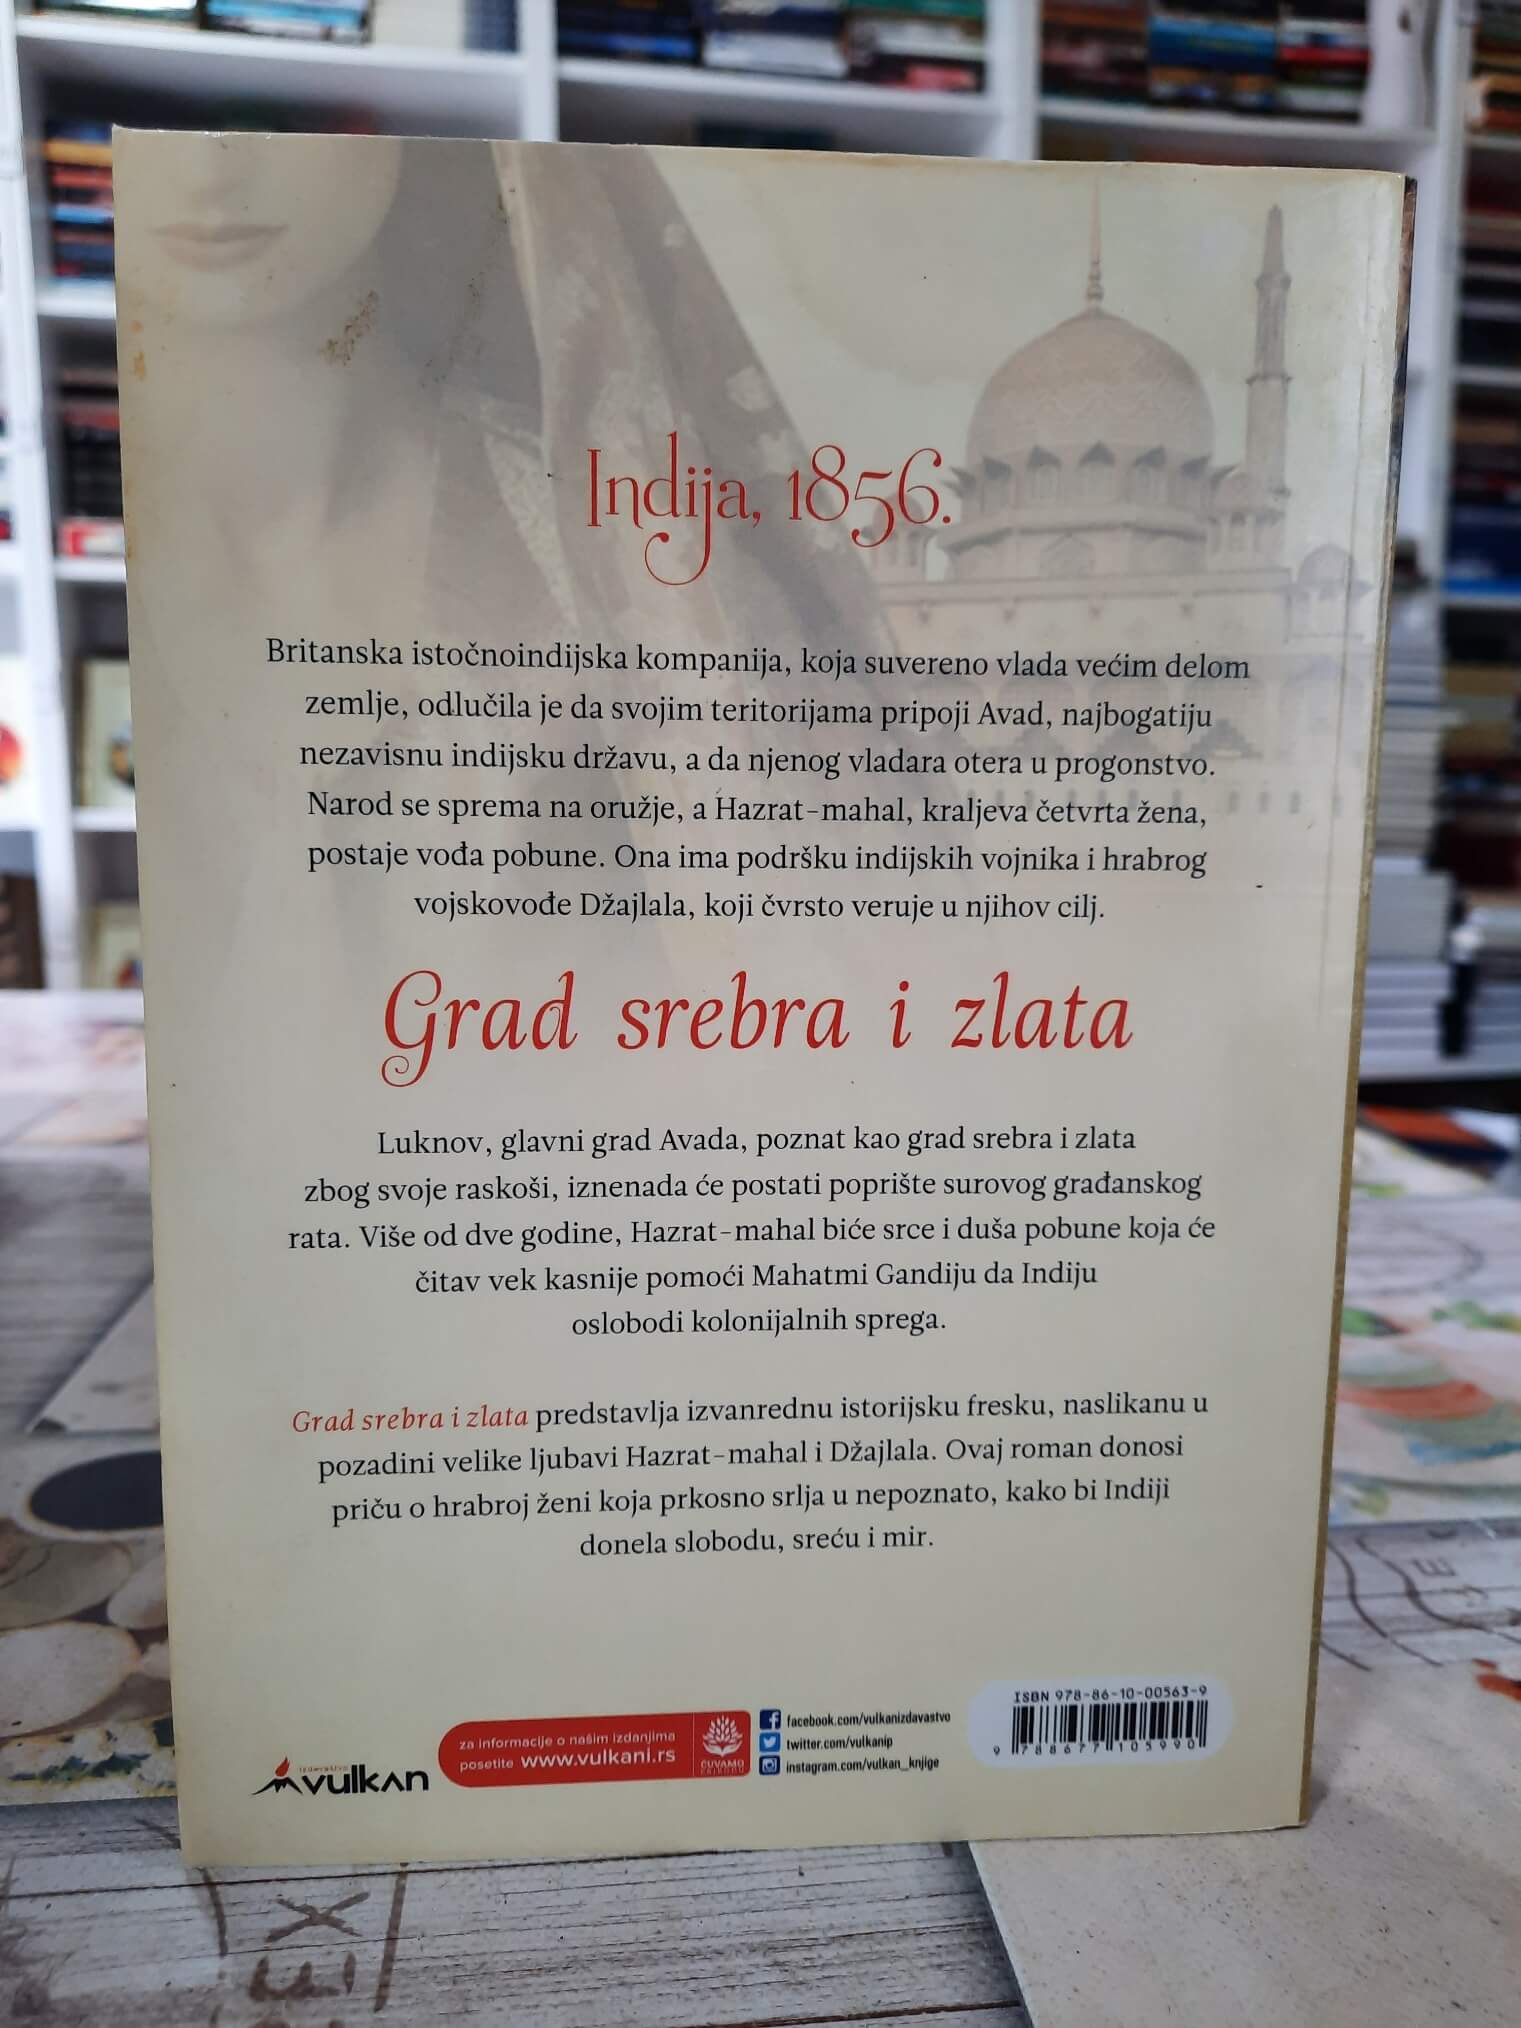 Indija, 1856.
Britanska istočnoindijska kompanija, koja suvereno vlada većim delom
zemlje, odlučila je da svojim teritorijama pripoji Avad, najbogatiju
nezavisnu indijsku državu, a da njenog vladara otera u progonstvo.
Narod se sprema na oružje, a Hazrat-mahal, kraljeva četvrta žena,
postaje vođa pobune. Ona ima podršku indijskih vojnika i hrabrog
vojskovođe Džajlala, koji čvrsto veruje u njihov cilj.
Grad srebra i zlata
Luknov, glavni grad Avada, poznat kao grad srebra i zlata
zbog svoje raskoši, iznenada će postati poprište surovog građanskog
rata. Više od dve godine, Hazrat-mahal biće srce i duša pobune koja će
čitav vek kasnije pomoći Mahatmi Gandiju da Indiju
oslobodi kolonijalnih sprega.
Grad srebra i zlata predstavlja izvanrednu istorijsku fresku, naslikanu u
pozadini velike ljubavi Hazrat-mahal i Džajlala. Ovaj roman donosi
priču o hrabroj ženi koja prkosno srlja u nepoznato, kako bi Indiji
donela slobodu, sreću i mir.
izdavaštvo
vulkan
za informacije o našim izdanjima
posetite www.vulkani.rs
ČUVAMO
PRIRODU
facebook.com/vulkanizdavastvo
twitter.com/vulkanip
instagram.com/vulkan_knjige
ISBN 978-86-10-00563-9
9 788677 105990